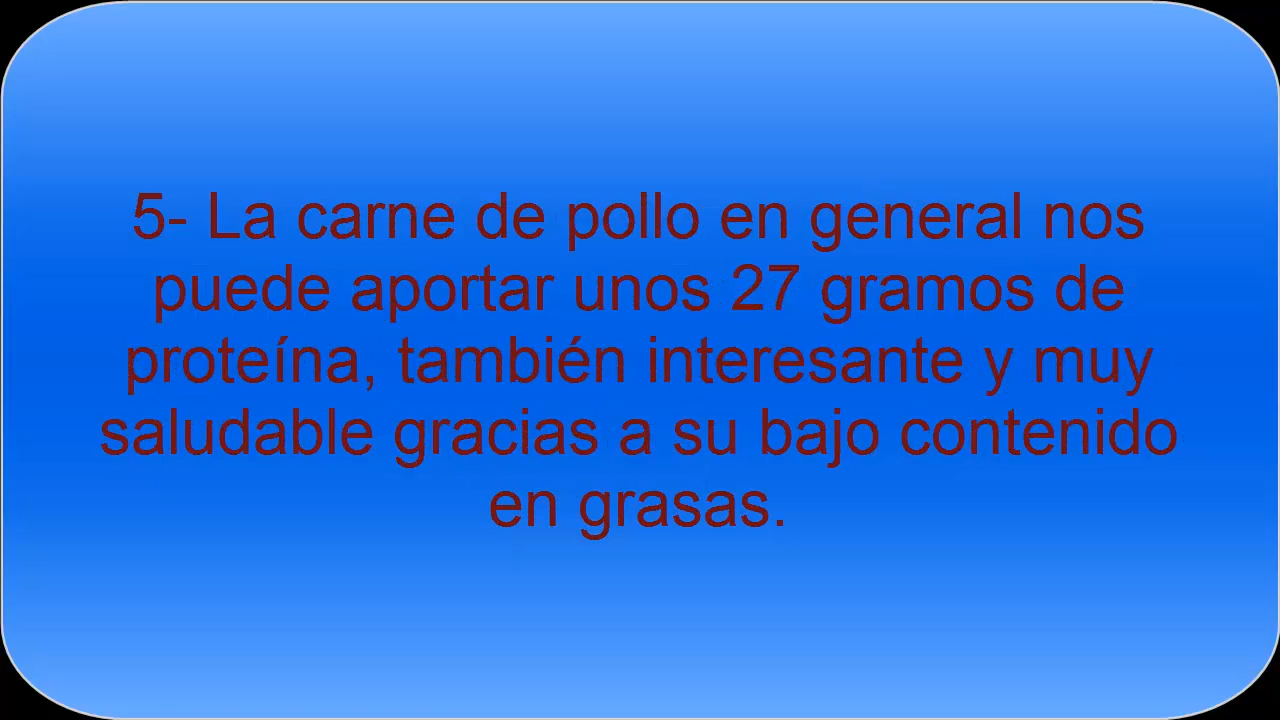 5- La carne de pollo en general nos
puede aportar unos 27 gramos de
proteína, también interesante y muy
saludable gracias a su bajo contenido
en grasas.